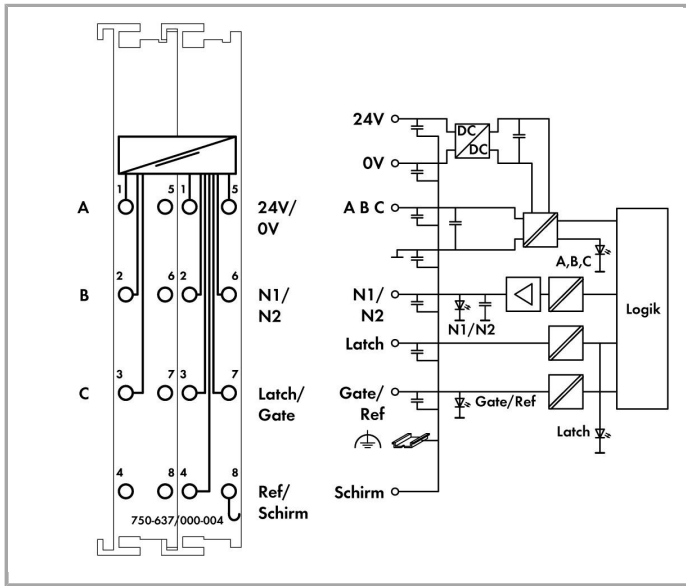 1
5
1
5
A
24V/
0V
2
6
2
6
B
N1/
N2
3
7
3
7
C
Latch/
Gate
4
8
4
8
Ref/
Schirm
750-637/000-004
24V
DC
DC
0V
A B C
A,B,C
N1/
N2
N1/N2
Logik
Latch
Gate/
Ref
Gate/Ref
Latch
Schirm